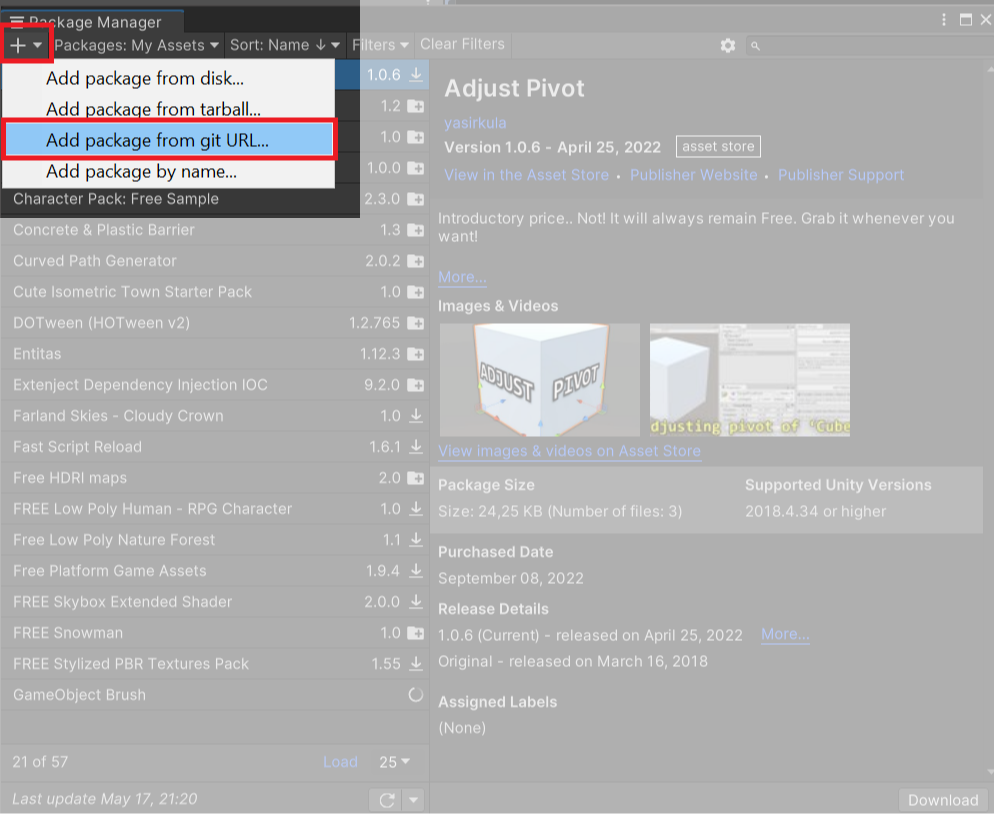 Package Manager
Packages: My Assets Sort: Name Filters Clear Filters
Add package from disk...
Add package from tarball...
Add package from git URL...
Add package by name...
1.0.6
1.2
1.0
1.0.0
Character Pack: Free Sample 2.3.0
Concrete & Plastic Barrier 1.3
Curved Path Generator 2.0.2
Cute Isometric Town Starter Pack 1.0
DOTween (HOTween v2) 1.2.765
Entitas 1.12.3
Extenject Dependency Injection IOC 9.2.0
Farland Skies - Cloudy Crown 1.0
Fast Script Reload 1.6.1
Free HDRI maps 2.0
FREE Low Poly Human - RPG Character 1.0
Free Low Poly Nature Forest 1.1
Free Platform Game Assets 1.9.4
FREE Skybox Extended Shader 2.0.0
FREE Snowman 1.0
FREE Stylized PBR Textures Pack 1.55
GameObject Brush
21 of 57 Load 25
Last update May 17, 21:20
Adjust Pivot
yasirkula
Version 1.0.6 - April 25, 2022 asset store
View in the Asset Store • Publisher Website • Publisher Support
Introductory price.. Not! It will always remain Free. Grab it whenever you
want!
More...
Images & Videos
ADJUST PIVOT
djusting pivot of "Cube
View images & videos on Asset Store
Package Size Supported Unity Versions
Size: 24,25 KB (Number of files: 3) 2018.4.34 or higher
Purchased Date
September 08, 2022
Release Details
1.0.6 (Current) - released on April 25, 2022 More...
Original - released on March 16, 2018
Assigned Labels
(None)
Download